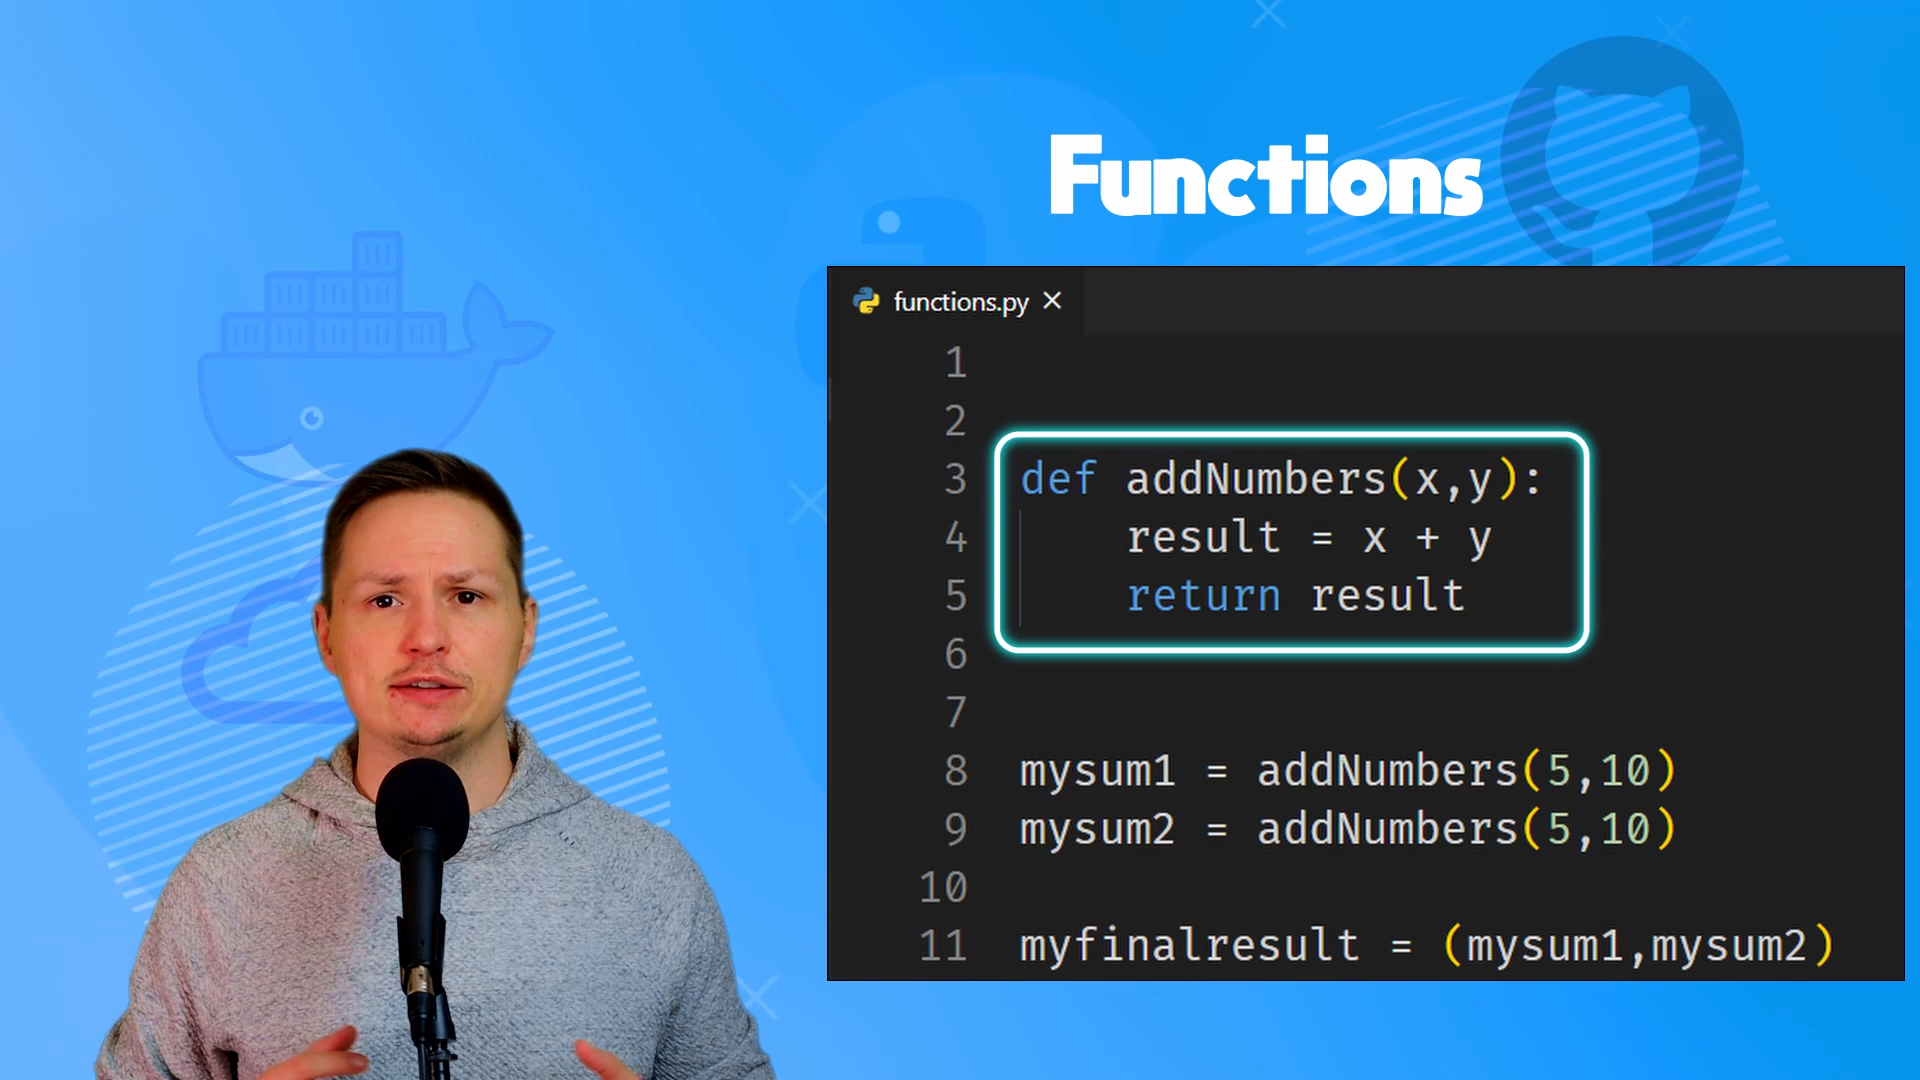 Functions
functions.py
1
2
3 def addNumbers(x,y):
4 result = x + y
5 return result
6
7
8 mysum1 = addNumbers(5,10)
9 mysum2 = addNumbers(5,10)
10
11 myfinalresult = (mysum1,mysum2)